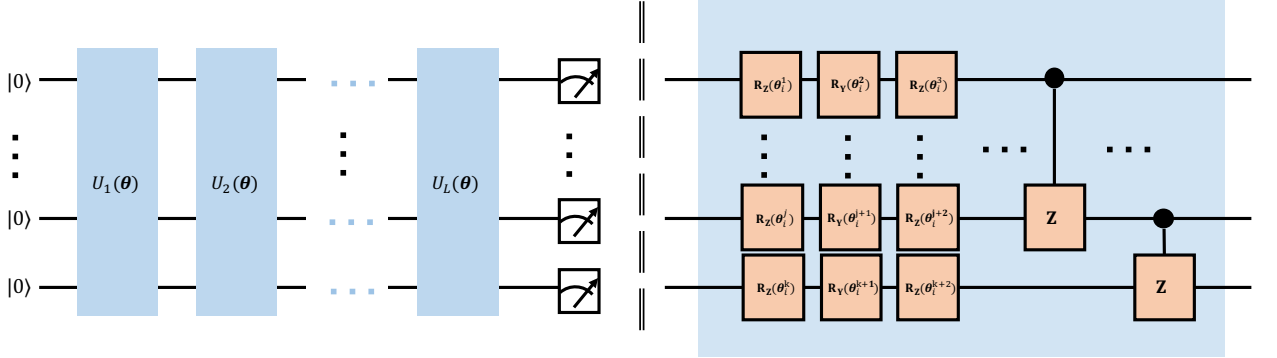 |0⟩
|0⟩
|0⟩
U₁(θ)
U₂(θ)
U_L(θ)
R_Z(θ_i^1) R_Y(θ_i^2) R_Z(θ_i^3)
R_Z(θ_i^j) R_Y(θ_i^{j+1}) R_Z(θ_i^{j+2})
Z
R_Z(θ_i^k) R_Y(θ_i^{k+1}) R_Z(θ_i^{k+2})
Z